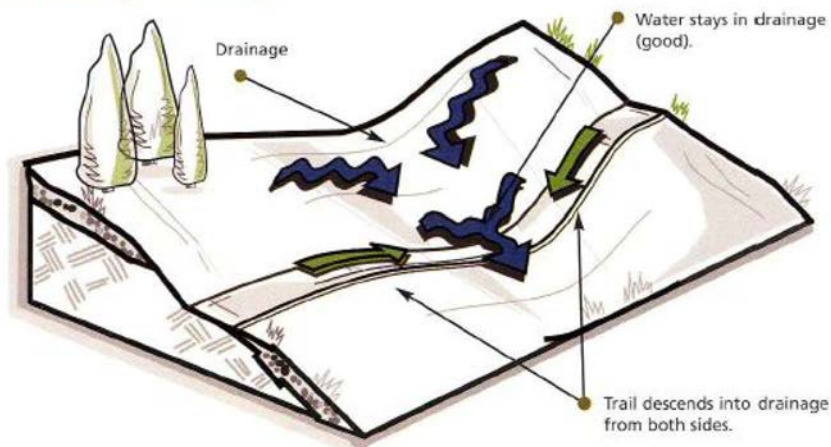 Drainage
Water stays in drainage
(good).
Trail descends into drainage
from both sides.